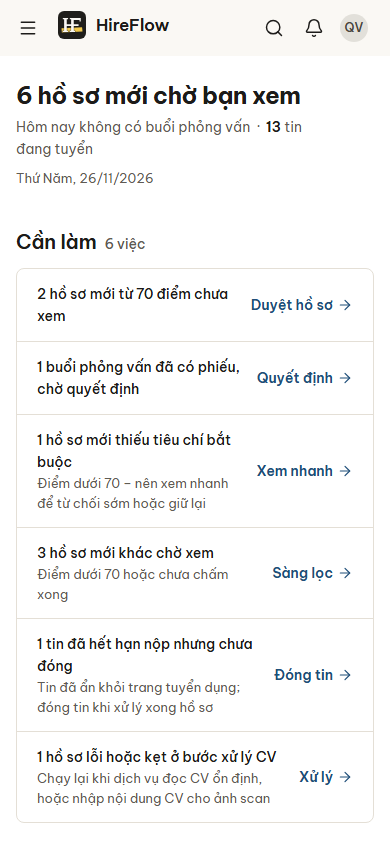 HF HireFlow QV
6 hồ sơ mới chờ bạn xem
Hôm nay không có buổi phỏng vấn · 13 tin
đang tuyển
Thứ Năm, 26/11/2026
Cần làm 6 việc
2 hồ sơ mới từ 70 điểm chưa
xem
Duyệt hồ sơ →
1 buổi phỏng vấn đã có phiếu,
chờ quyết định
Quyết định →
1 hồ sơ mới thiếu tiêu chí bắt
buộc
Điểm dưới 70 – nên xem nhanh
để từ chối sớm hoặc giữ lại
Xem nhanh →
3 hồ sơ mới khác chờ xem
Điểm dưới 70 hoặc chưa chấm
xong
Sàng lọc →
1 tin đã hết hạn nộp nhưng chưa
đóng
Tin đã ẩn khỏi trang tuyển dụng;
đóng tin khi xử lý xong hồ sơ
Đóng tin →
1 hồ sơ lỗi hoặc kẹt ở bước xử lý CV
Chạy lại khi dịch vụ đọc CV ổn định,
hoặc nhập nội dung CV cho ảnh scan
Xử lý →